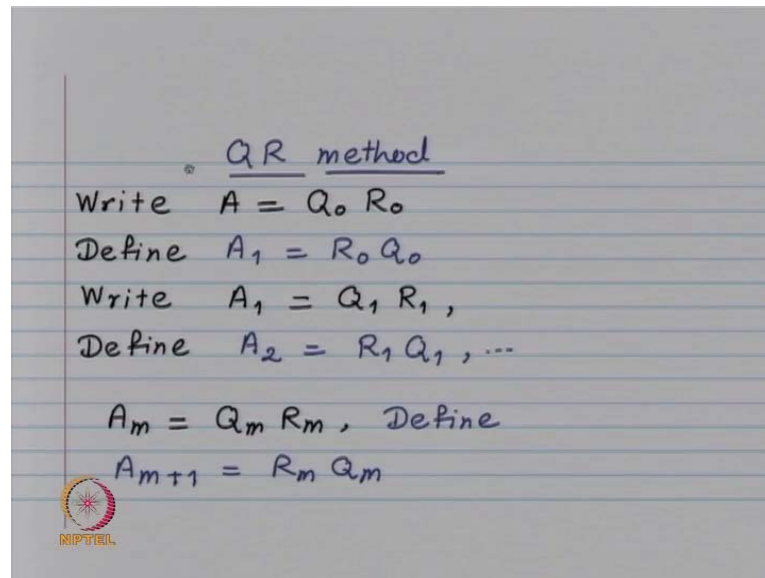 QR method
Write A = Q₀ R₀
Define A₁ = R₀ Q₀
Write A₁ = Q₁ R₁ ,
Define A₂ = R₁ Q₁ , ...
Aₘ = Qₘ Rₘ , Define
Aₘ₊₁ = Rₘ Qₘ
NPTEL